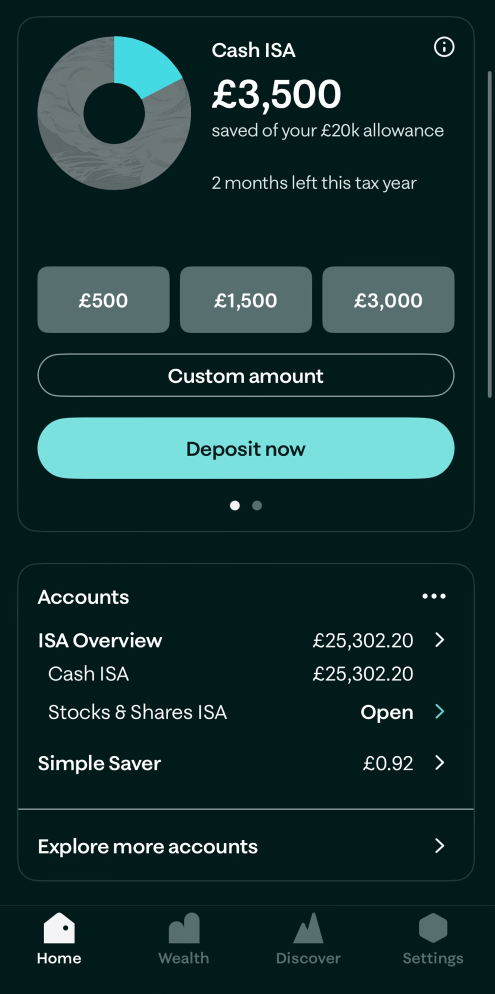 Cash ISA
£3,500
saved of your £20k allowance
2 months left this tax year
£500 £1,500 £3,000
Custom amount
Deposit now
Accounts
ISA Overview £25,302.20
Cash ISA £25,302.20
Stocks & Shares ISA Open
Simple Saver £0.92
Explore more accounts
Home Wealth Discover Settings